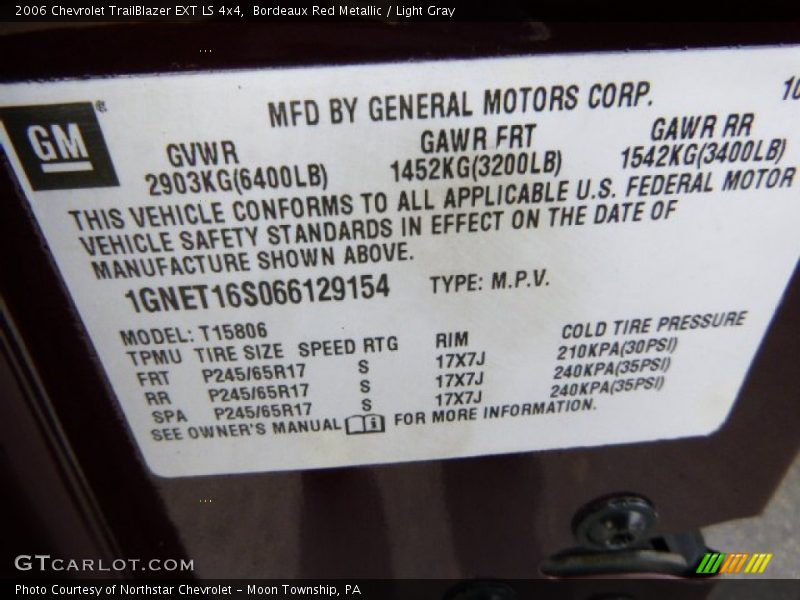 2006 Chevrolet TrailBlazer EXT LS 4x4, Bordeaux Red Metallic / Light Gray
GM®
MFD BY GENERAL MOTORS CORP.
10
GVWR GAWR FRT GAWR RR
2903KG(6400LB) 1452KG(3200LB) 1542KG(3400LB)
THIS VEHICLE CONFORMS TO ALL APPLICABLE U.S. FEDERAL MOTOR
VEHICLE SAFETY STANDARDS IN EFFECT ON THE DATE OF
MANUFACTURE SHOWN ABOVE.
1GNET16S066129154 TYPE: M.P.V.
MODEL: T15806
TPMU TIRE SIZE SPEED RTG RIM COLD TIRE PRESSURE
FRT P245/65R17 S 17X7J 210KPA(30PSI)
RR P245/65R17 S 17X7J 240KPA(35PSI)
SPA P245/65R17 S 17X7J 240KPA(35PSI)
SEE OWNER'S MANUAL FOR MORE INFORMATION.
GTCARLOT.COM
Photo Courtesy of Northstar Chevrolet - Moon Township, PA